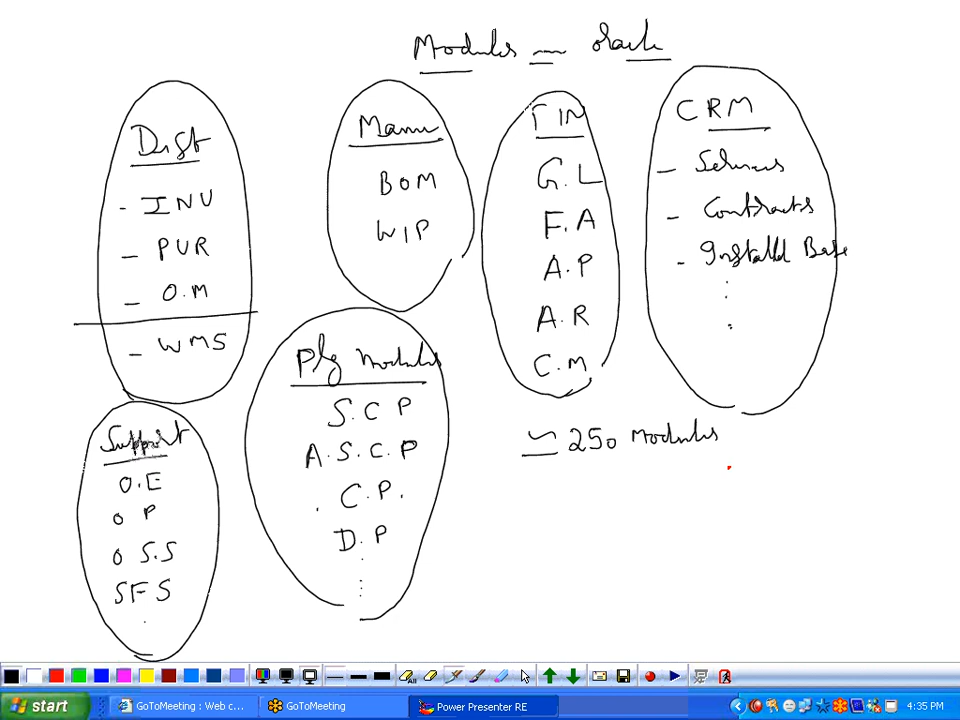 Modules in Oracle
Dist
- INV
- PUR
- O.M
- WMS
Manu
BOM
WIP
FIN
G.L
F.A
A.P
A.R
C.M
CRM
- Services
- Contracts
- Installd Base
Plg Modules
S.C P
A.S.C.P
C.P.
D.P
Support
O.E
O P
O S.S
SFS
≃ 250 Modules
start
GoToMeeting : Web c...
GoToMeeting
Power Presenter RE
4:35 PM